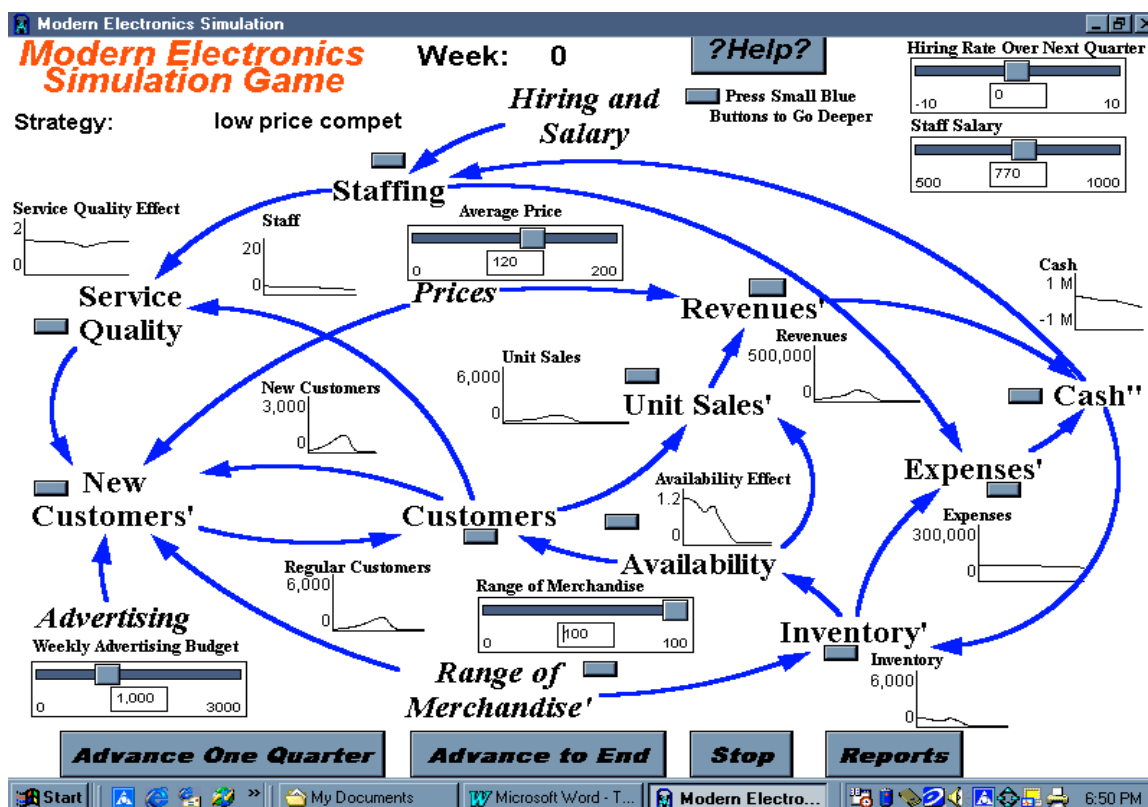 Modern Electronics Simulation
Modern Electronics
Simulation Game
Week: 0
?Help?
Hiring Rate Over Next Quarter
0
-10 10
Strategy: low price compet
Hiring and
Salary
Press Small Blue
Buttons to Go Deeper
Staff Salary
770
500 1000
Staffing
Service Quality Effect
2
0
Staff
20
0
Average Price
120
0 200
Prices
Cash
1 M
-1 M
Service
Quality
Revenues'
Revenues
500,000
0
Unit Sales
6,000
0
New Customers
3,000
0
Unit Sales'
Cash"
New
Customers'
Customers
Availability Effect
1.2
0
Expenses'
Expenses
300,000
0
Availability
Regular Customers
6,000
0
Range of Merchandise
100
0 100
Advertising
Weekly Advertising Budget
1,000
0 3000
Range of
Merchandise'
Inventory'
Inventory
6,000
0
Advance One Quarter
Advance to End
Stop
Reports
Start
»
My Documents
Microsoft Word - T...
Modern Electro...
6:50 PM